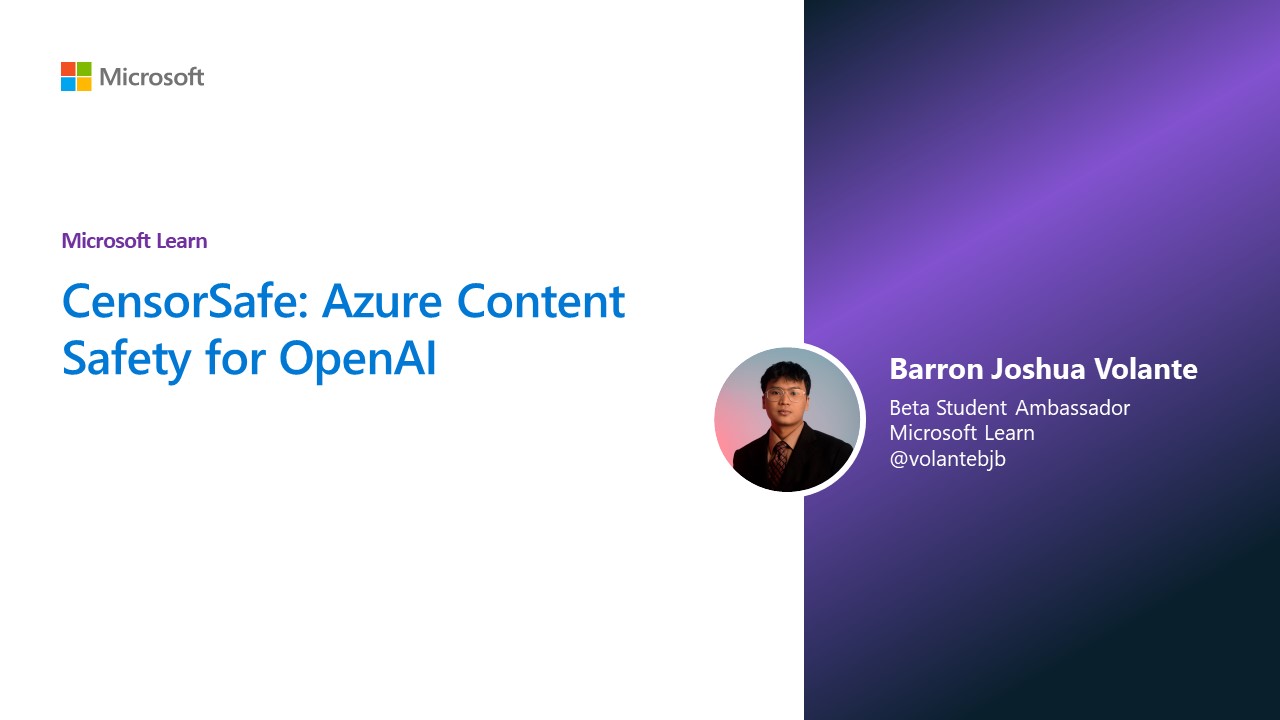 Microsoft
Microsoft Learn
CensorSafe: Azure Content
Safety for OpenAI
Barron Joshua Volante
Beta Student Ambassador
Microsoft Learn
@volantebjb